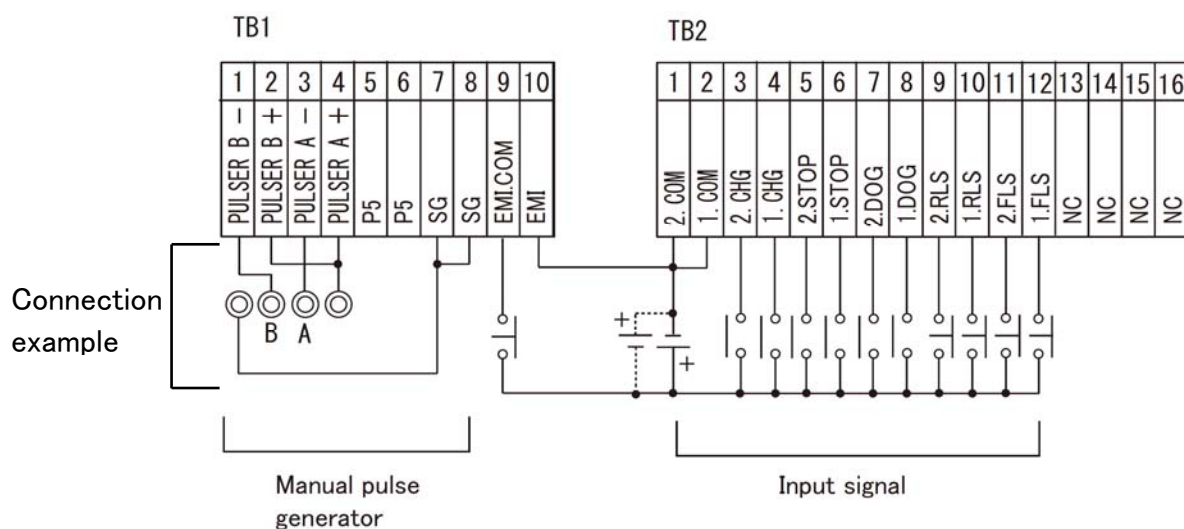 TB1
TB2
1 2 3 4 5 6 7 8 9 10
PULSER B −
PULSER B +
PULSER A −
PULSER A +
P5
P5
SG
SG
EMI.COM
EMI
1 2 3 4 5 6 7 8 9 10 11 12 13 14 15 16
2. COM
1. COM
2. CHG
1. CHG
2.STOP
1.STOP
2.DOG
1.DOG
2.RLS
1.RLS
2.FLS
1.FLS
NC
NC
NC
NC
Connection
example
B A
+
+
Manual pulse
generator
Input signal